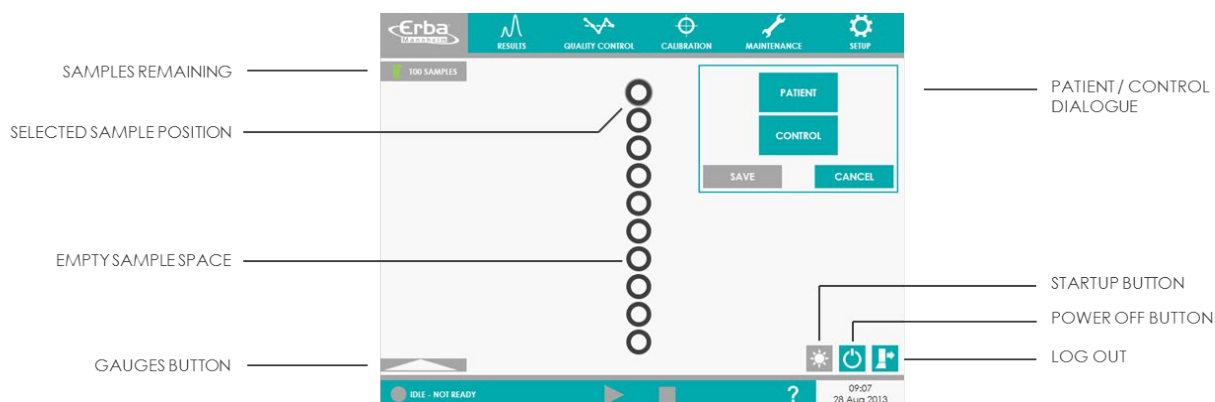 Erba
Mannheim
RESULTS
QUALITY CONTROL
CALIBRATION
MAINTENANCE
SETUP
SAMPLES REMAINING
100 SAMPLES
PATIENT
PATIENT / CONTROL
DIALOGUE
SELECTED SAMPLE POSITION
CONTROL
SAVE
CANCEL
EMPTY SAMPLE SPACE
STARTUP BUTTON
POWER OFF BUTTON
GAUGES BUTTON
LOG OUT
IDLE - NOT READY
?
09:07
28 Aug 2013